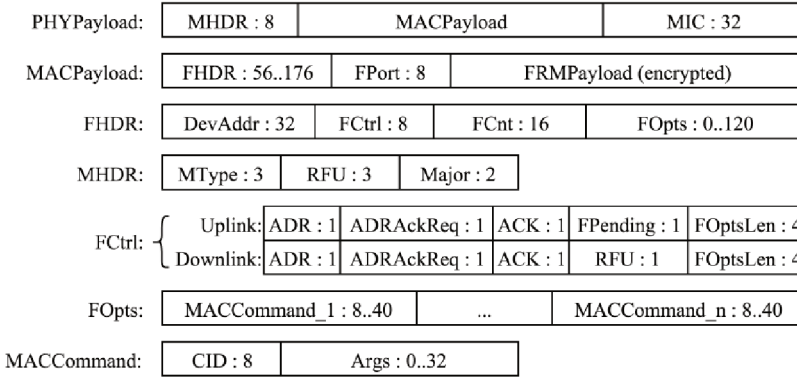 PHYPayload: MHDR : 8 MACPayload MIC : 32
MACPayload: FHDR : 56..176 FPort : 8 FRMPayload (encrypted)
FHDR: DevAddr : 32 FCtrl : 8 FCnt : 16 FOpts : 0..120
MHDR: MType : 3 RFU : 3 Major : 2
FCtrl: Uplink: ADR : 1 ADRAckReq : 1 ACK : 1 FPending : 1 FOptsLen : 4
Downlink: ADR : 1 ADRAckReq : 1 ACK : 1 RFU : 1 FOptsLen : 4
FOpts: MACCommand_1 : 8..40 ... MACCommand_n : 8..40
MACCommand: CID : 8 Args : 0..32